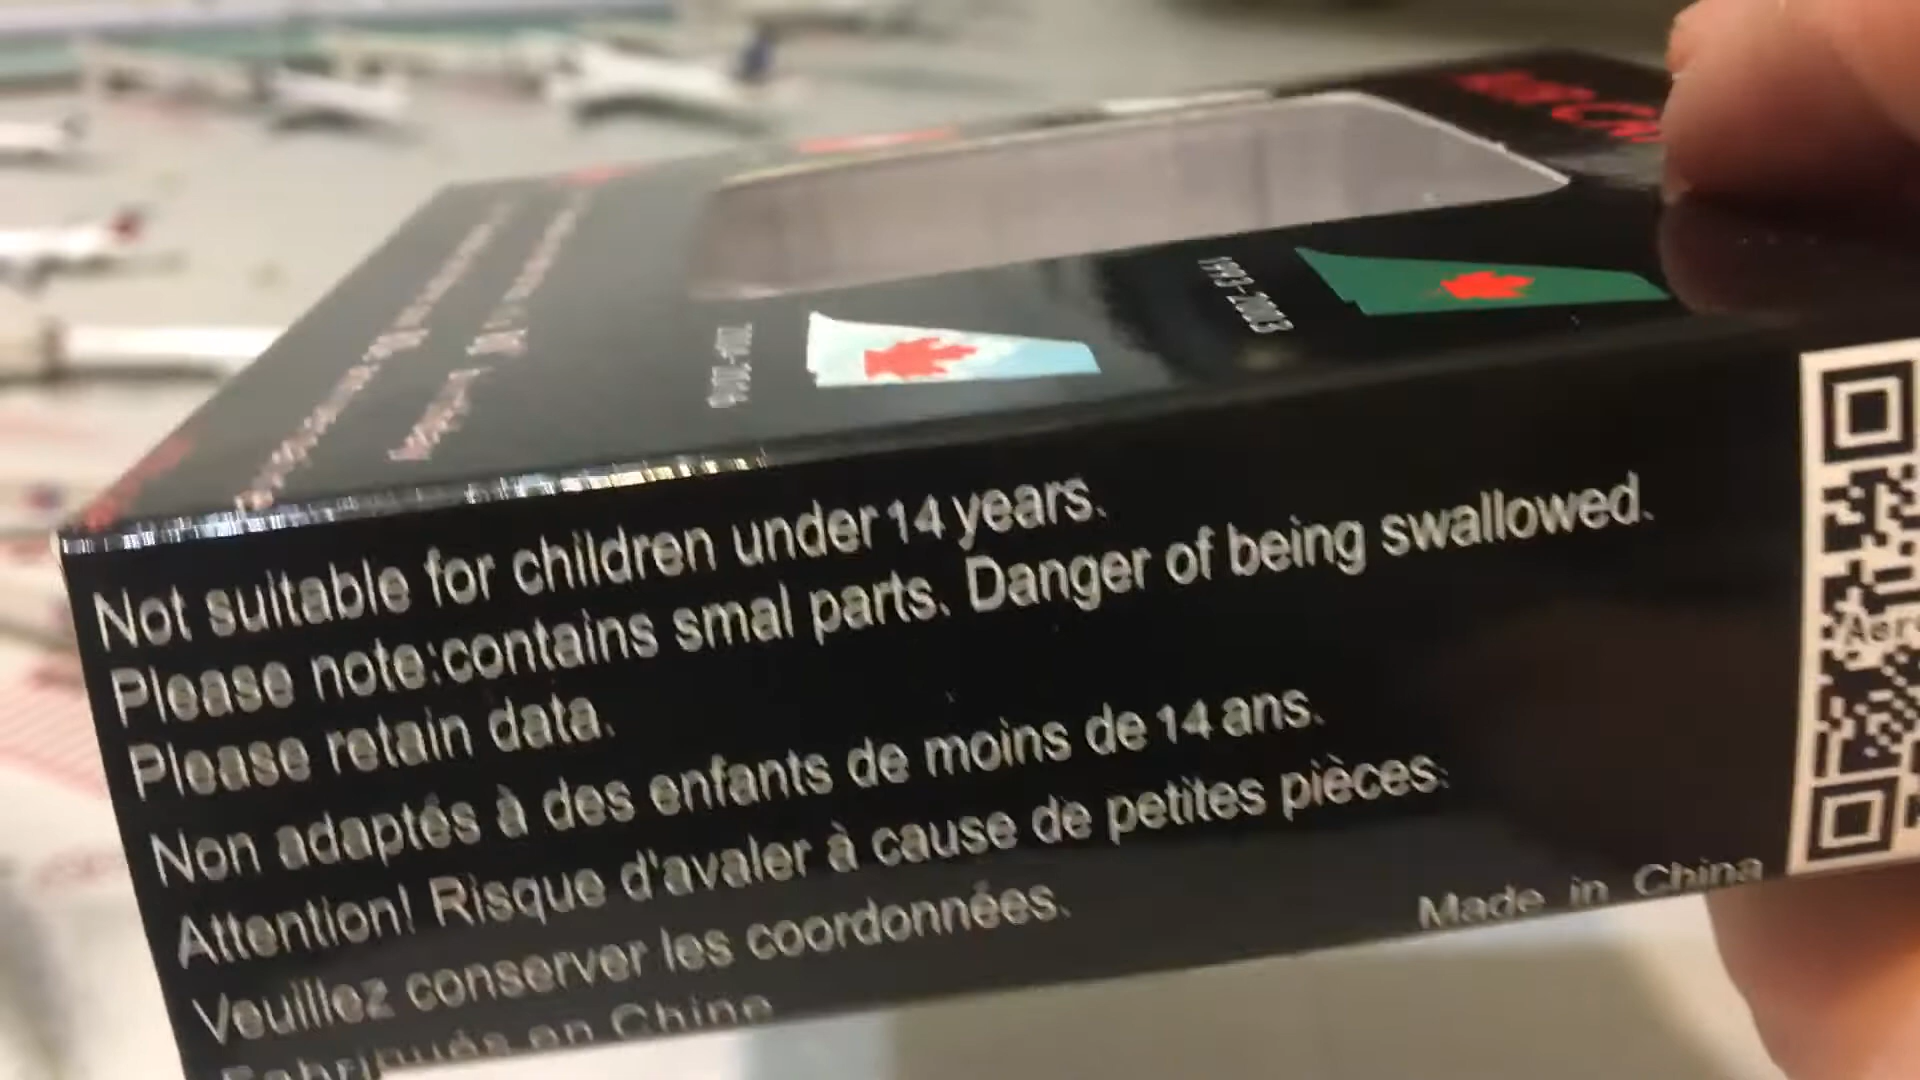 1993-2003
Not suitable for children under 14 years.
Please note:contains smal parts. Danger of being swallowed.
Please retain data.
Non adaptés à des enfants de moins de 14 ans.
Attention! Risque d'avaler à cause de petites pièces.
Veuillez conserver les coordonnées.
Made in China
Fabriqués en Chine
Aero